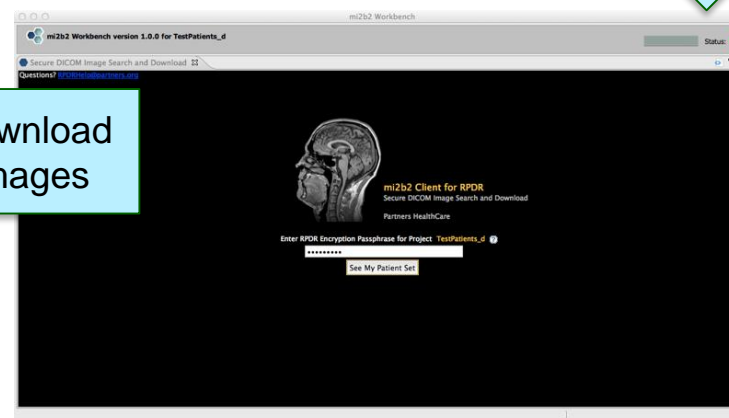 mi2b2 Workbench
mi2b2 Workbench version 1.0.0 for TestPatients_d
Status:
Secure DICOM Image Search and Download
Questions? RPDRHelp@partners.org
wnload
nages
mi2b2 Client for RPDR
Secure DICOM Image Search and Download
Partners HealthCare
Enter RPDR Encryption Passphrase for Project TestPatients_d ?
•••••••••
See My Patient Set